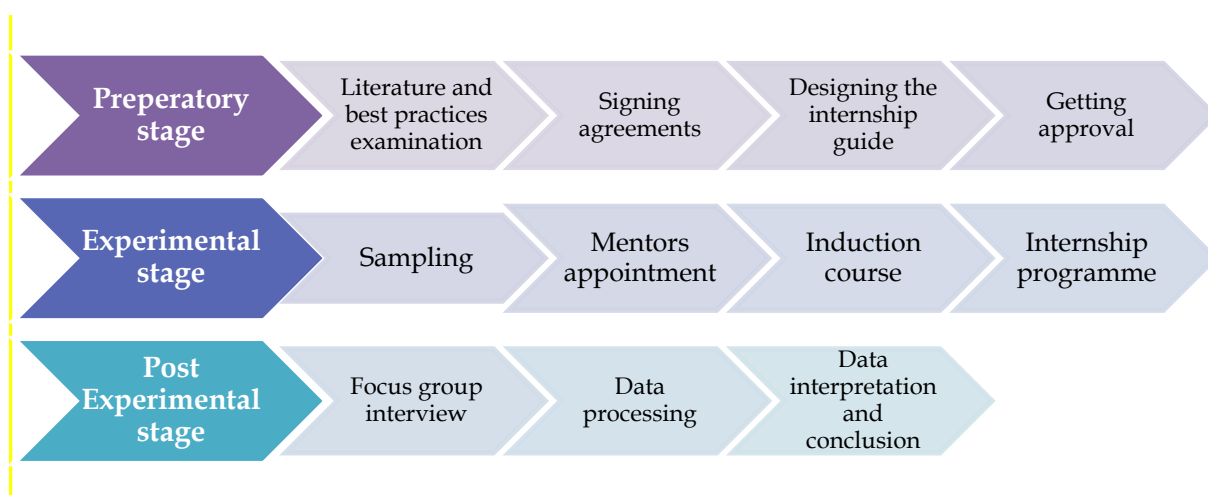 Preperatory
stage
Literature and
best practices
examination
Signing
agreements
Designing the
internship
guide
Getting
approval
Experimental
stage
Sampling
Mentors
appointment
Induction
course
Internship
programme
Post
Experimental
stage
Focus group
interview
Data
processing
Data
interpretation
and
conclusion